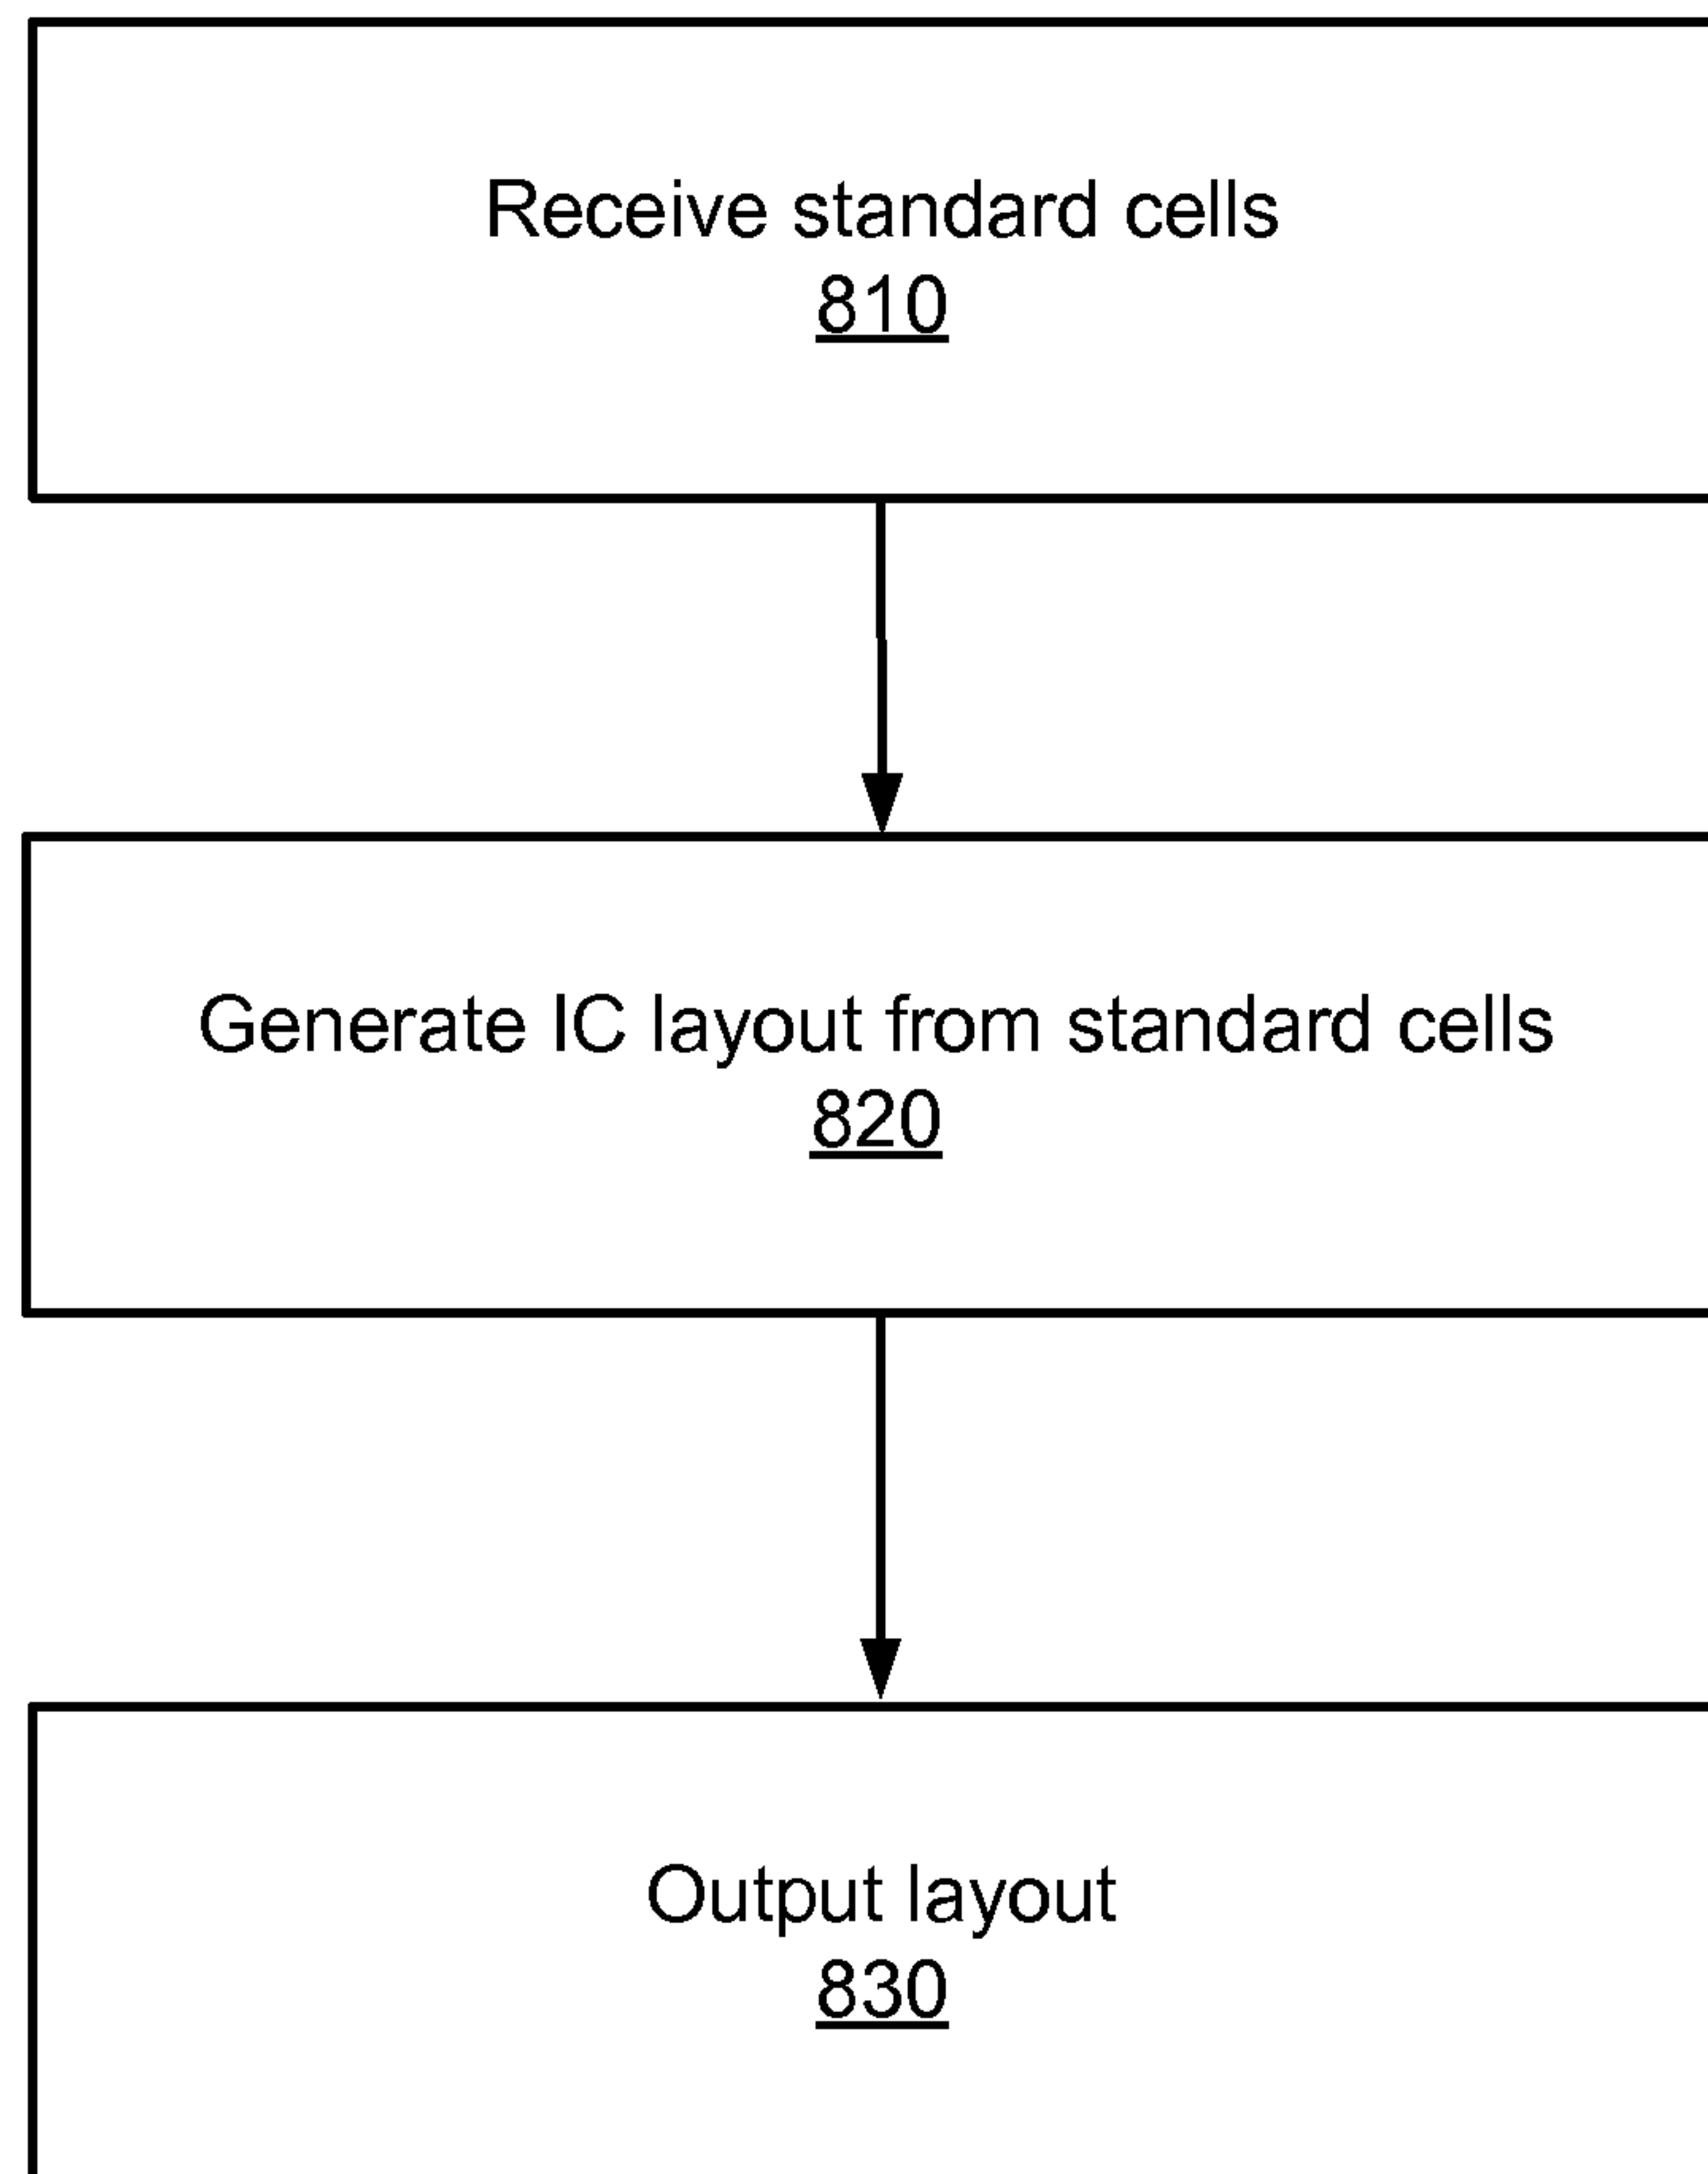 Receive standard cells
810
Generate IC layout from standard cells
820
Output layout
830